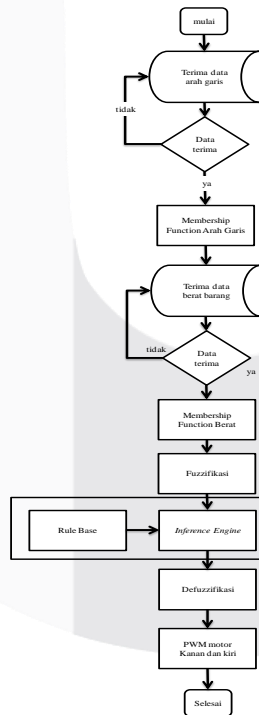 mulai
Terima data
arah garis
tidak
Data
terima
ya
Membership
Function Arah Garis
Terima data
berat barang
tidak
Data
terima
ya
Membership
Function Berat
Fuzzifikasi
Rule Base
Inference Engine
Defuzzifikasi
PWM motor
Kanan dan kiri
Selesai